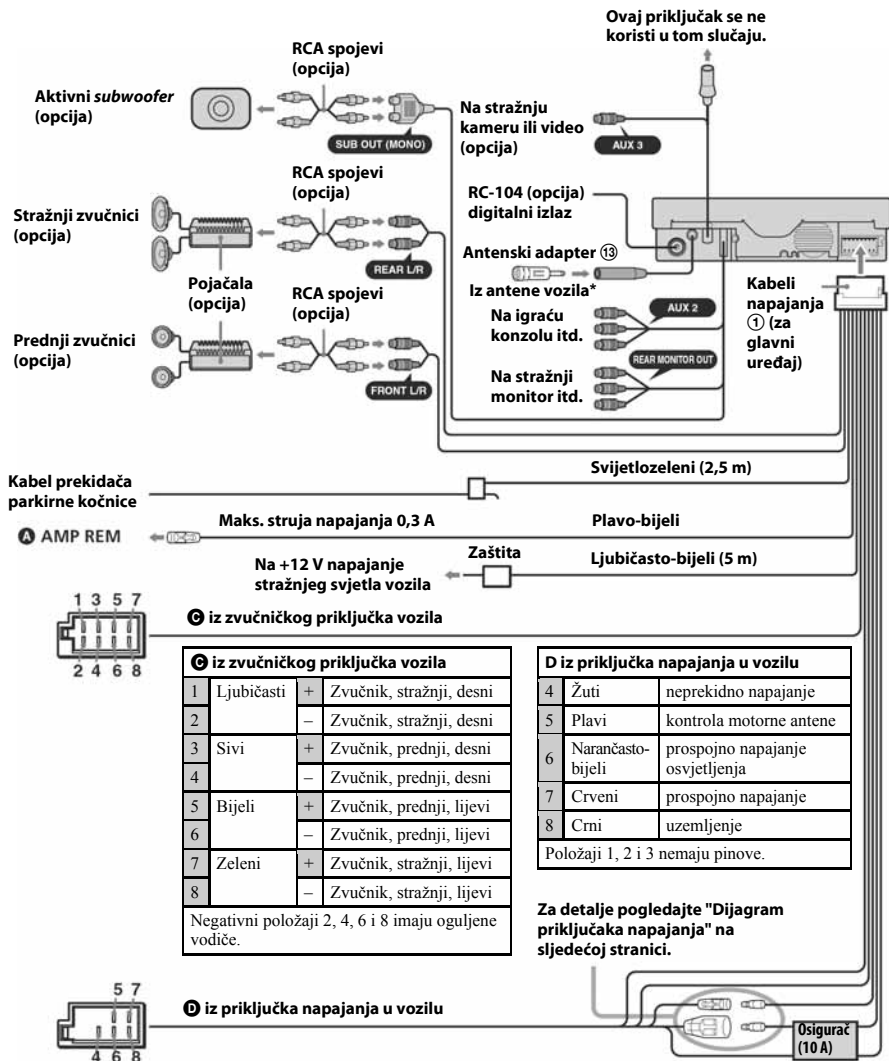 Ovaj priključak se ne
koristi u tom slučaju.
RCA spojevi
(opcija)
Aktivni subwoofer
(opcija)
SUB OUT (MONO)
Na stražnju
kameru ili video
(opcija)
AUX 3
RCA spojevi
(opcija)
Stražnji zvučnici
(opcija)
REAR L/R
RC-104 (opcija)
digitalni izlaz
Antenski adapter ⑬
Iz antene vozila*
Pojačala
(opcija)
RCA spojevi
(opcija)
Prednji zvučnici
(opcija)
FRONT L/R
Na igraću
konzolu itd.
AUX 2
REAR MONITOR OUT
Na stražnji
monitor itd.
Kabeli
napajanja
① (za
glavni
uređaj)
Svijetlozeleni (2,5 m)
Kabel prekidača
parkirne kočnice
Maks. struja napajanja 0,3 A
Plavo-bijeli
A AMP REM
Na +12 V napajanje
stražnjeg svjetla vozila
Zaštita
Ljubičasto-bijeli (5 m)
1 3 5 7
2 4 6 8
C iz zvučničkog priključka vozila
C iz zvučničkog priključka vozila
1 Ljubičasti + Zvučnik, stražnji, desni
2 – Zvučnik, stražnji, desni
3 Sivi + Zvučnik, prednji, desni
4 – Zvučnik, prednji, desni
5 Bijeli + Zvučnik, prednji, lijevi
6 – Zvučnik, prednji, lijevi
7 Zeleni + Zvučnik, stražnji, lijevi
8 – Zvučnik, stražnji, lijevi
Negativni položaji 2, 4, 6 i 8 imaju oguljene
vodiče.
D iz priključka napajanja u vozilu
4 Žuti neprekidno napajanje
5 Plavi kontrola motorne antene
6 Narančasto-
bijeli prospojno napajanje
osvjetljenja
7 Crveni prospojno napajanje
8 Crni uzemljenje
Položaji 1, 2 i 3 nemaju pinove.
Za detalje pogledajte "Dijagram
priključaka napajanja" na
sljedećoj stranici.
5 7
4 6 8
D iz priključka napajanja u vozilu
Osigurač
(10 A)